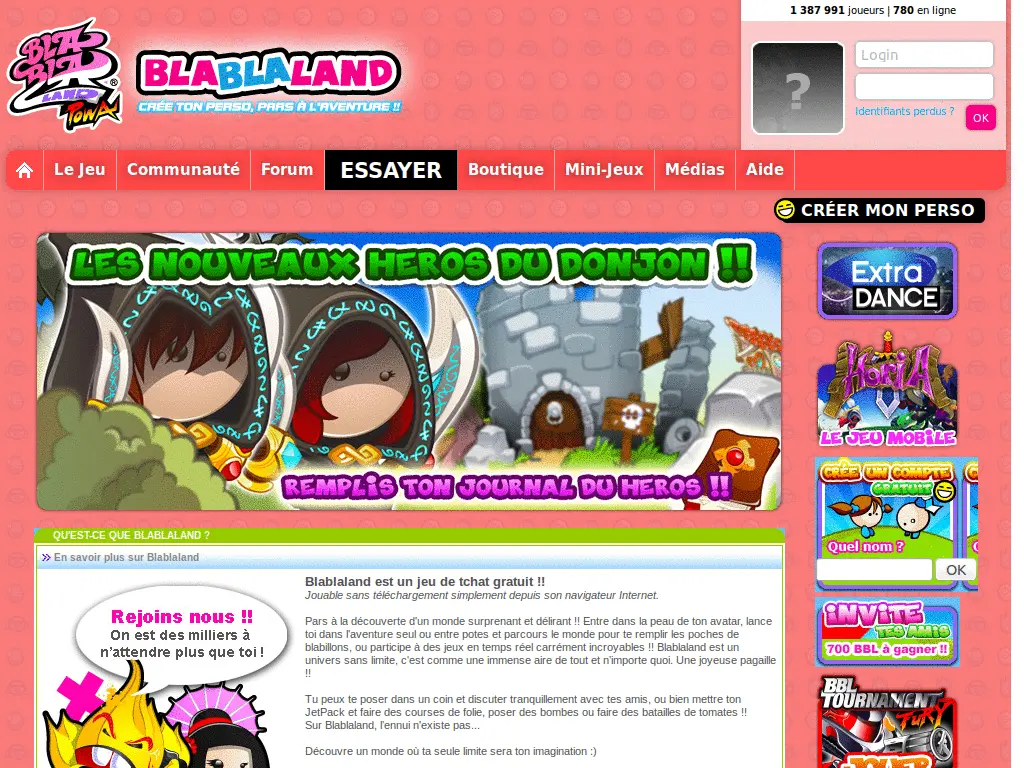 1 387 991 joueurs | 780 en ligne
BLA
BLA
LAND
POWA
®
BLABLALAND
CRÉE TON PERSO, PARS À L'AVENTURE !!
?
Login
Identifiants perdus ?
OK
Le Jeu
Communauté
Forum
ESSAYER
Boutique
Mini-Jeux
Médias
Aide
CRÉER MON PERSO
LES NOUVEAUX HEROS DU DONJON !!
REMPLIS TON JOURNAL DU HEROS !!
Extra
DANCE
HORIA
LE JEU MOBILE
CRÉE UN COMPTE
GRATUIT
Quel nom ?
OK
INVITE
TES AMIS
700 BBL à gagner !!
BBL
TOURNAMENT
FURY
JOUER
QU'EST-CE QUE BLABLALAND ?
En savoir plus sur Blablaland
Rejoins nous !!
On est des milliers à
n'attendre plus que toi !
Blablaland est un jeu de tchat gratuit !!
Jouable sans téléchargement simplement depuis son navigateur Internet.
Pars à la découverte d'un monde surprenant et délirant !! Entre dans la peau de ton avatar, lance
toi dans l'aventure seul ou entre potes et parcours le monde pour te remplir les poches de
blabillons, ou participe à des jeux en temps réel carrément incroyables !! Blablaland est un
univers sans limite, c'est comme une immense aire de tout et n'importe quoi. Une joyeuse pagaille
!!
Tu peux te poser dans un coin et discuter tranquillement avec tes amis, ou bien mettre ton
JetPack et faire des courses de folie, poser des bombes ou faire des batailles de tomates !!
Sur Blablaland, l'ennui n'existe pas...
Découvre un monde où ta seule limite sera ton imagination :)